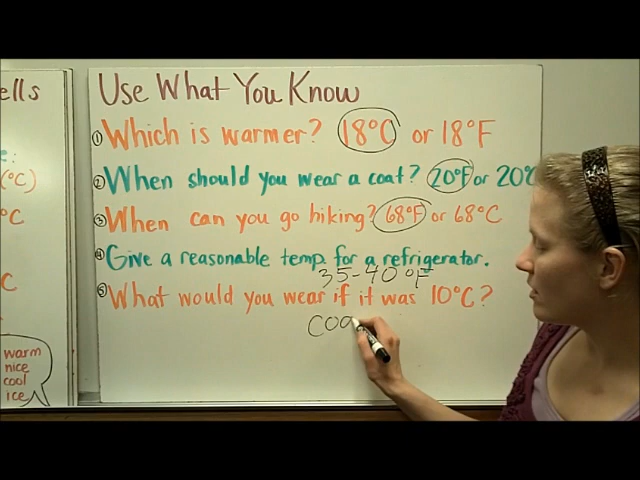 ells
e:
(°C)
°C
C
C
warm
nice
cool
ice
Use What You Know
① Which is warmer? 18°C or 18°F
② When should you wear a coat? 20°F or 20°C
③ When can you go hiking? 68°F or 68°C
④ Give a reasonable temp. for a refrigerator.
35-40 °F
⑤ What would you wear if it was 10°C?
coa